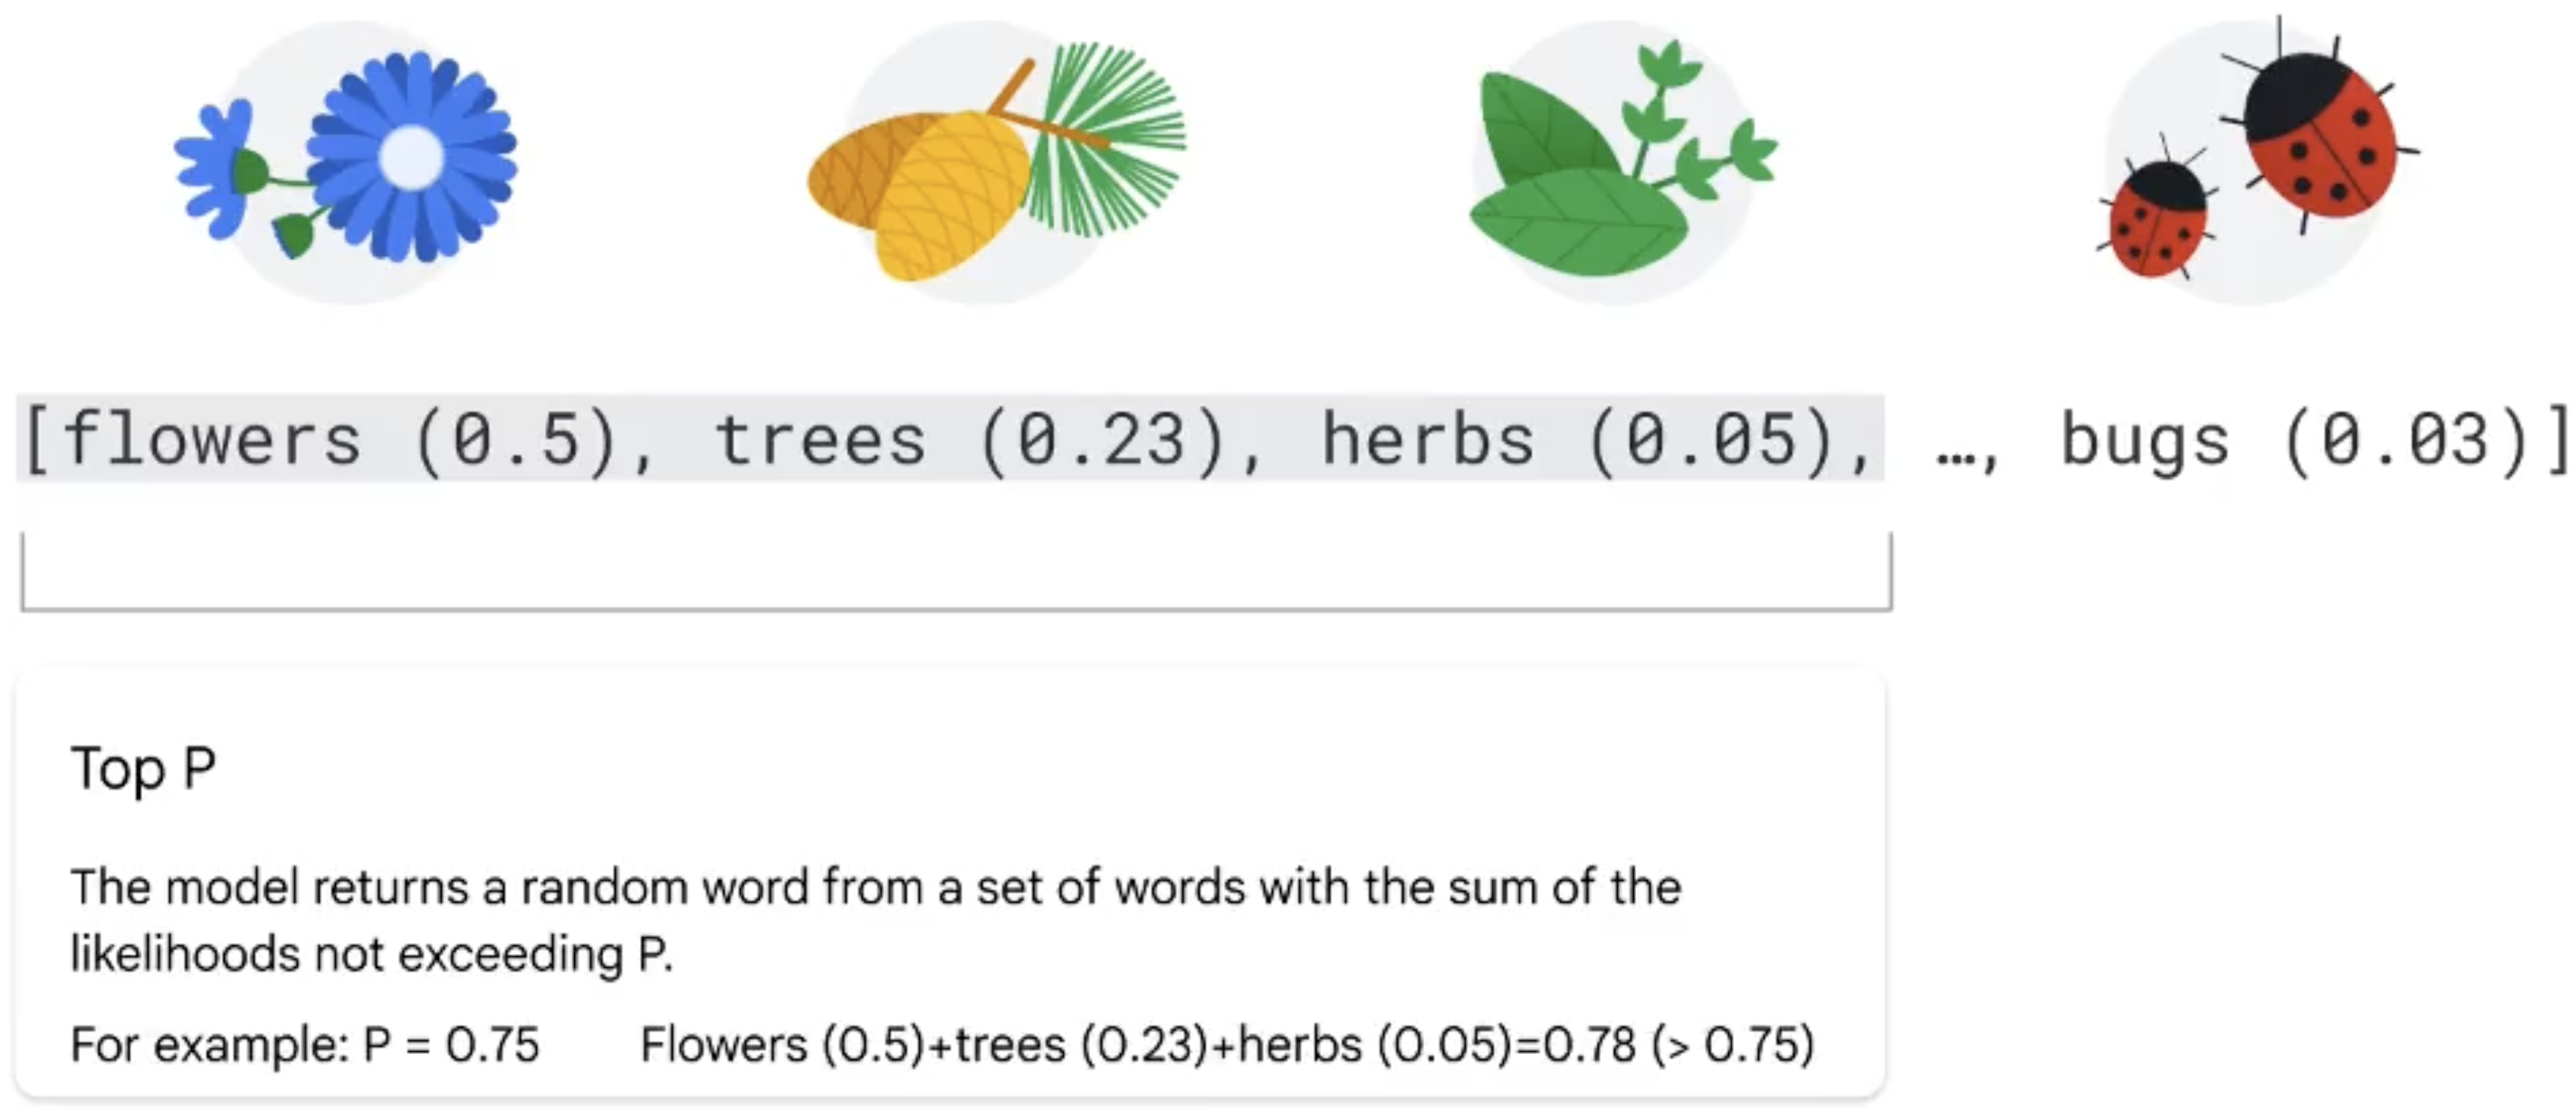 [flowers (0.5), trees (0.23), herbs (0.05), …, bugs (0.03)]
Top P
The model returns a random word from a set of words with the sum of the
likelihoods not exceeding P.
For example: P = 0.75 Flowers (0.5)+trees (0.23)+herbs (0.05)=0.78 (> 0.75)